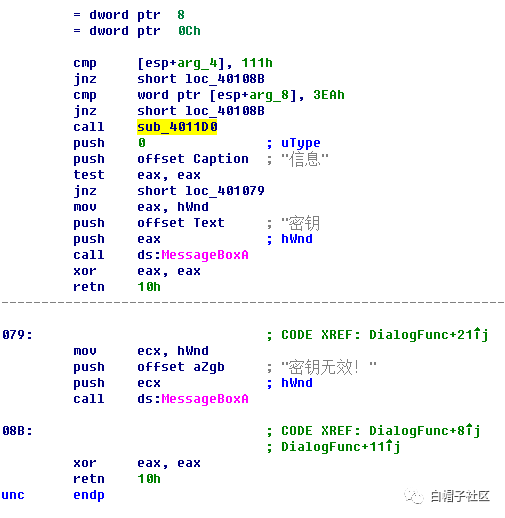 = dword ptr  8
= dword ptr  0Ch
cmp     [esp+arg_4], 111h
jnz     short loc_40108B
cmp     word ptr [esp+arg_8], 3EAh
jnz     short loc_40108B
call    sub_4011D0
push    0               ; uType
push    offset Caption  ; "信息"
test    eax, eax
jnz     short loc_401079
mov     eax, hWnd
push    offset Text     ; "密钥
push    eax             ; hWnd
call    ds:MessageBoxA
xor     eax, eax
retn    10h
079:                    ; CODE XREF: DialogFunc+21↑j
mov     ecx, hWnd
push    offset aZgb     ; "密钥无效!"
push    ecx             ; hWnd
call    ds:MessageBoxA
08B:                    ; CODE XREF: DialogFunc+8↑j
; DialogFunc+11↑j
xor     eax, eax
retn    10h
unc     endp
白帽子社区